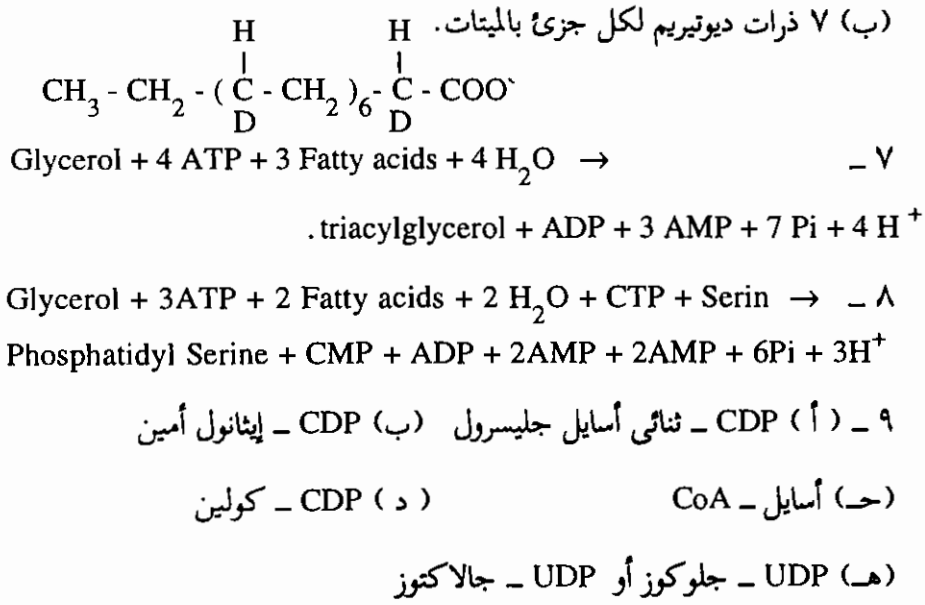 (ب) ٧ ذرات ديوتيريم لكل جزئ بالميتات.
H H
CH3 - CH2 - ( C - CH2 )6- C - COO`
D D
٧ _ Glycerol + 4 ATP + 3 Fatty acids + 4 H2O →
.triacylglycerol + ADP + 3 AMP + 7 Pi + 4 H+
٨ _ Glycerol + 3ATP + 2 Fatty acids + 2 H2O + CTP + Serin →
Phosphatidyl Serine + CMP + ADP + 2AMP + 2AMP + 6Pi + 3H+
٩ _ ( أ ) CDP _ ثنائى أسايل جليسرول (ب) CDP _ إيثانول أمين
(حـ) أسايل _ CoA ( د ) CDP _ كولين
(هـ) UDP _ جلوكوز أو UDP _ جالاكتوز